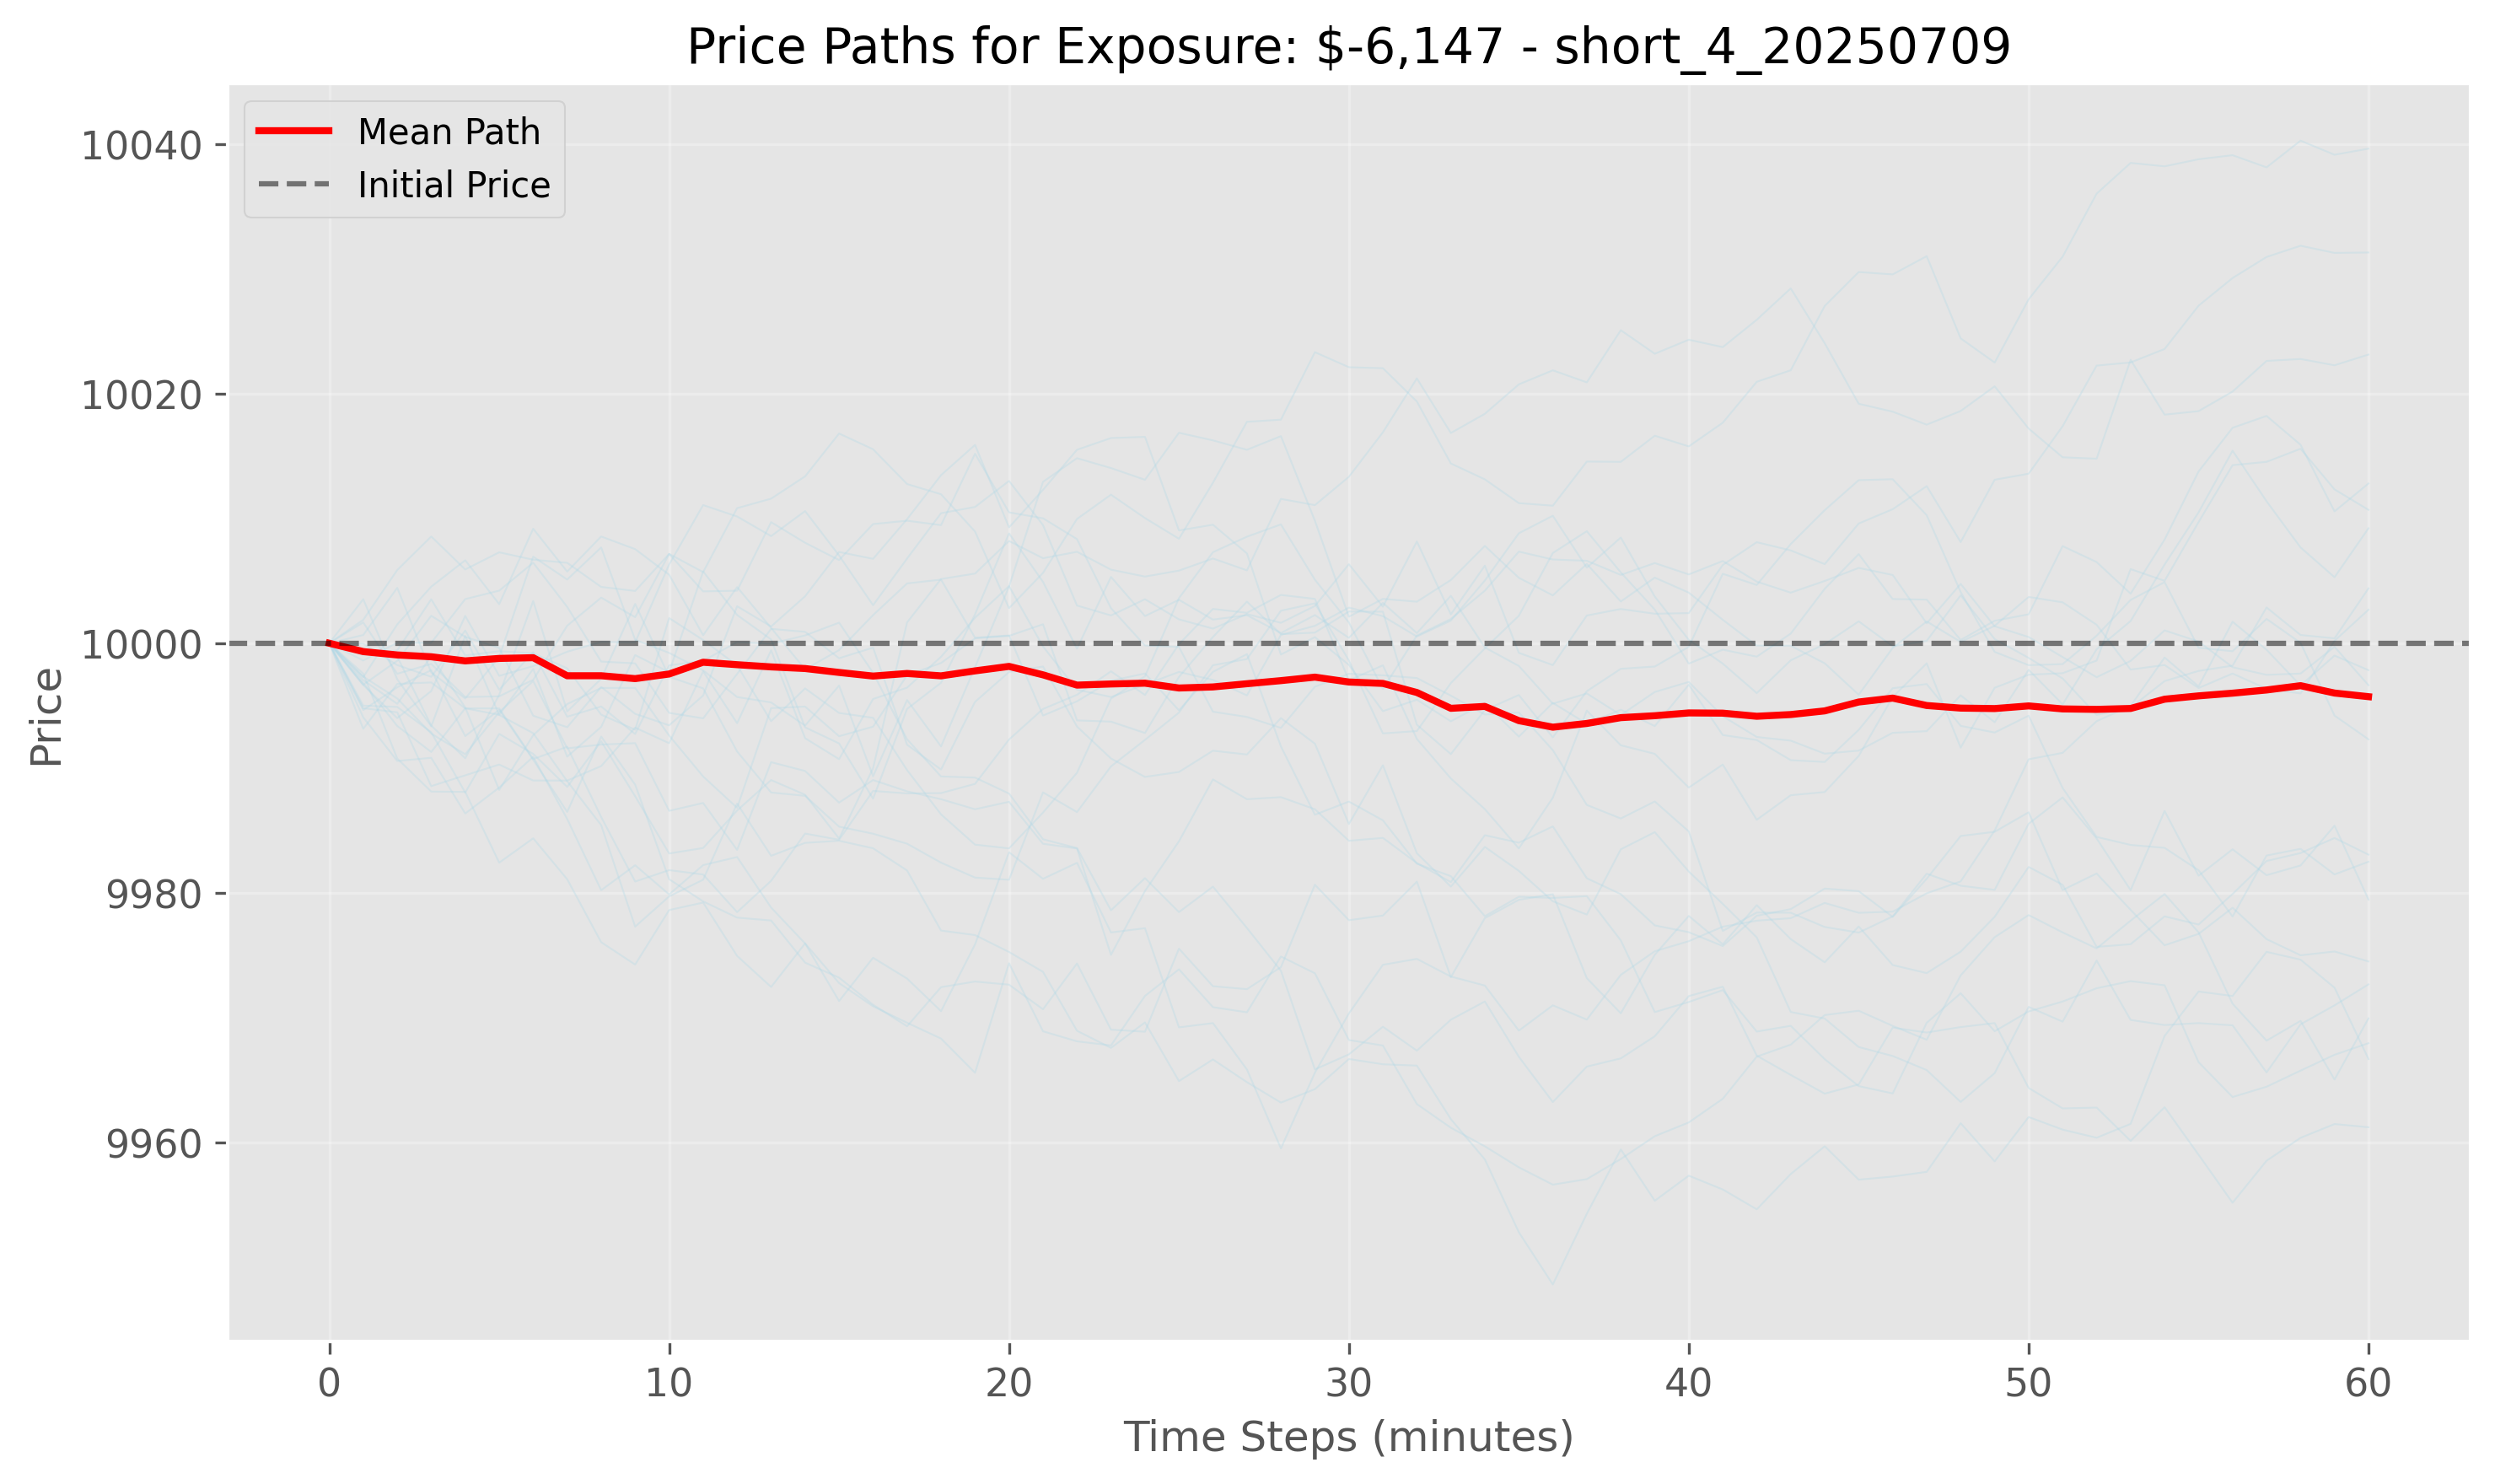 Price Paths for Exposure: $-6,147 - short_4_20250709
Mean Path
Initial Price
Price
10040
10020
10000
9980
9960
0 10 20 30 40 50 60
Time Steps (minutes)